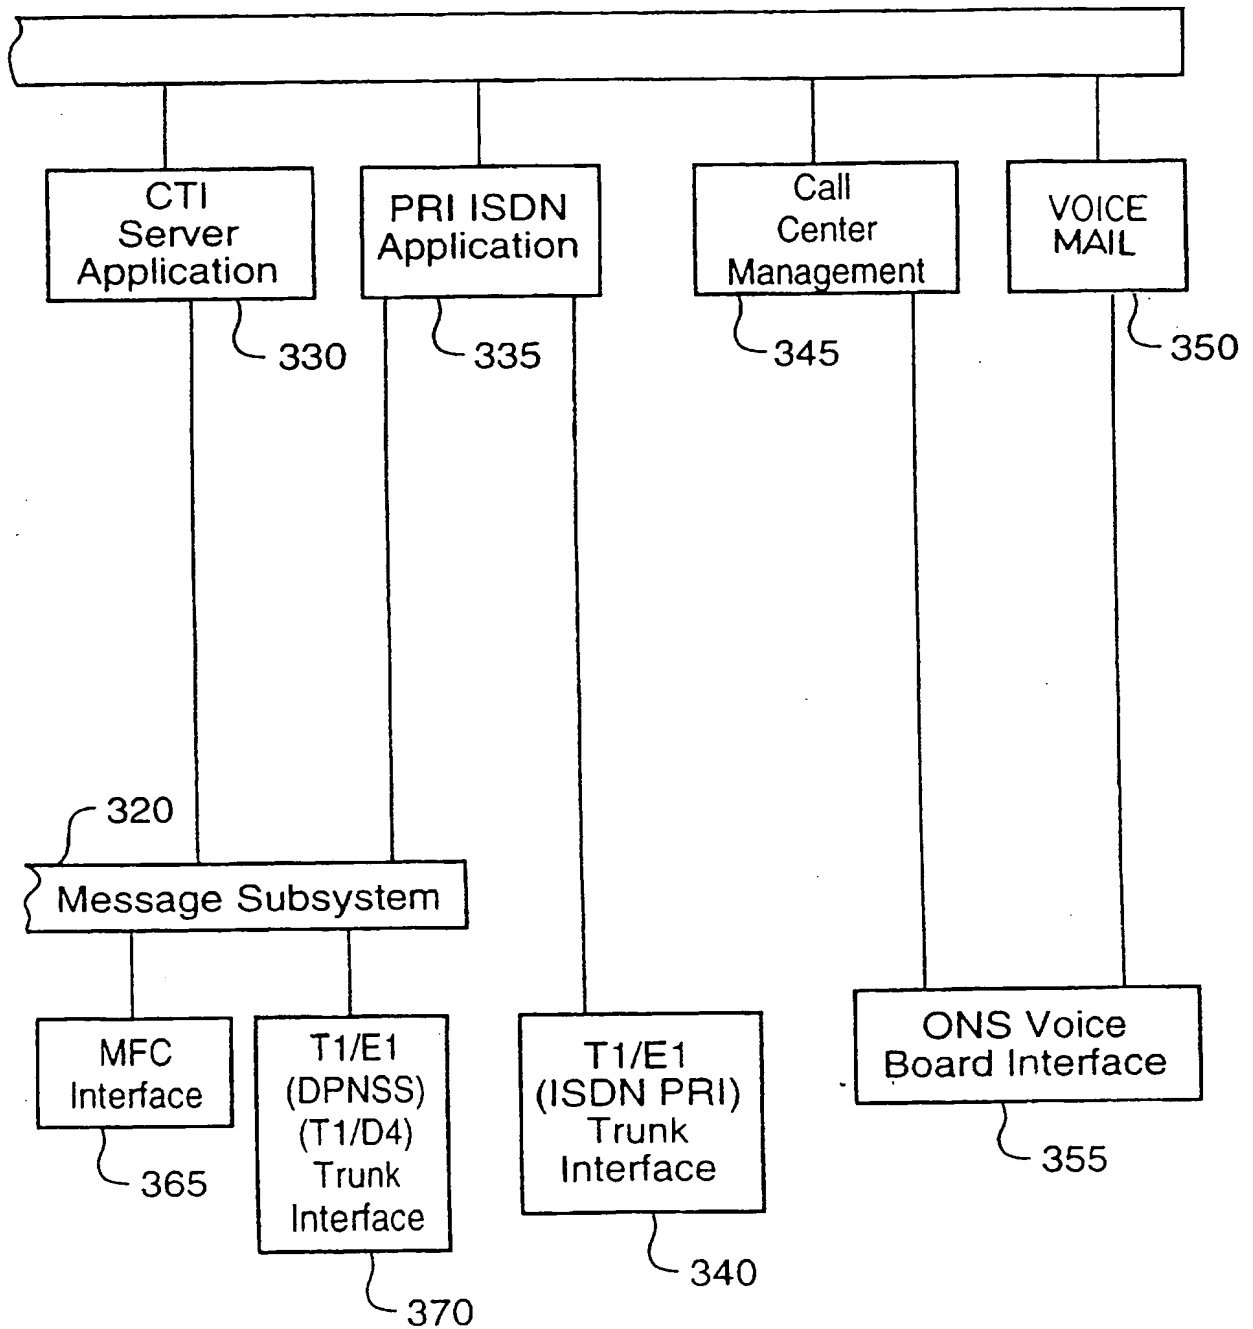 CTI
Server
Application
330
PRI ISDN
Application
335
Call
Center
Management
345
VOICE
MAIL
350
320
Message Subsystem
MFC
Interface
365
T1/E1
(DPNSS)
(T1/D4)
Trunk
Interface
370
T1/E1
(ISDN PRI)
Trunk
Interface
340
ONS Voice
Board Interface
355